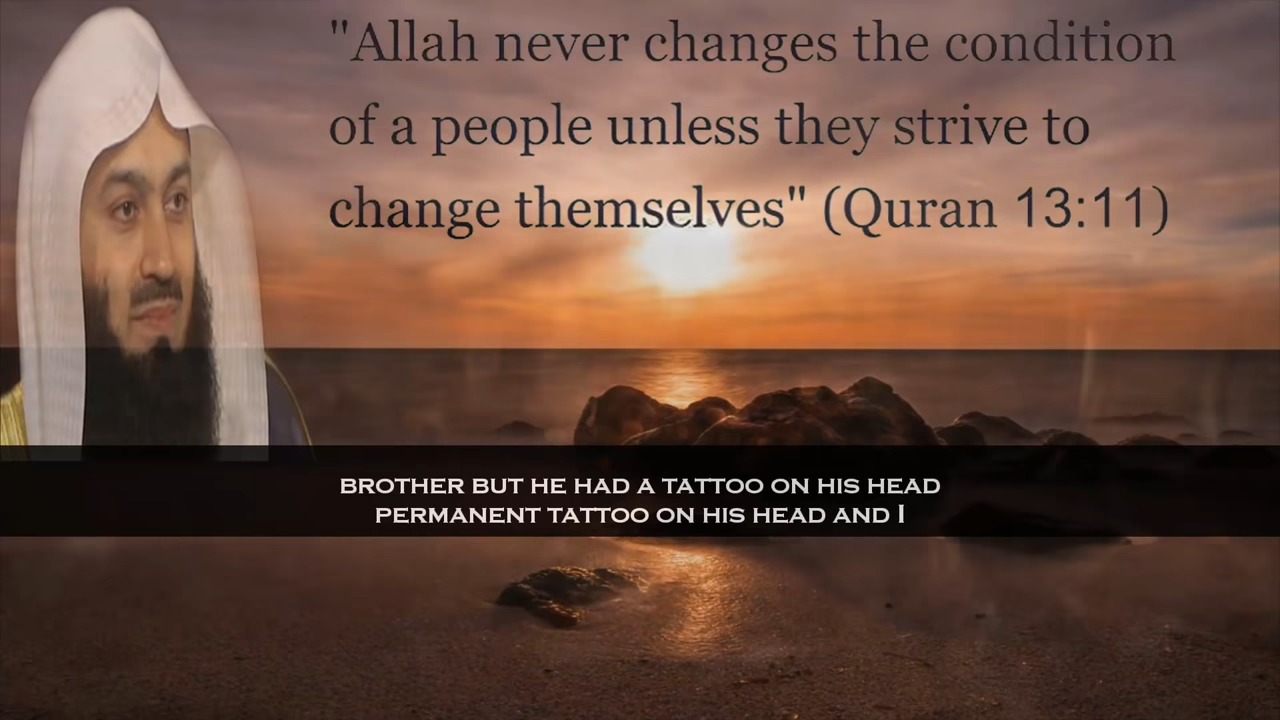 "Allah never changes the condition
of a people unless they strive to
change themselves" (Quran 13:11)
BROTHER BUT HE HAD A TATTOO ON HIS HEAD
PERMANENT TATTOO ON HIS HEAD AND I